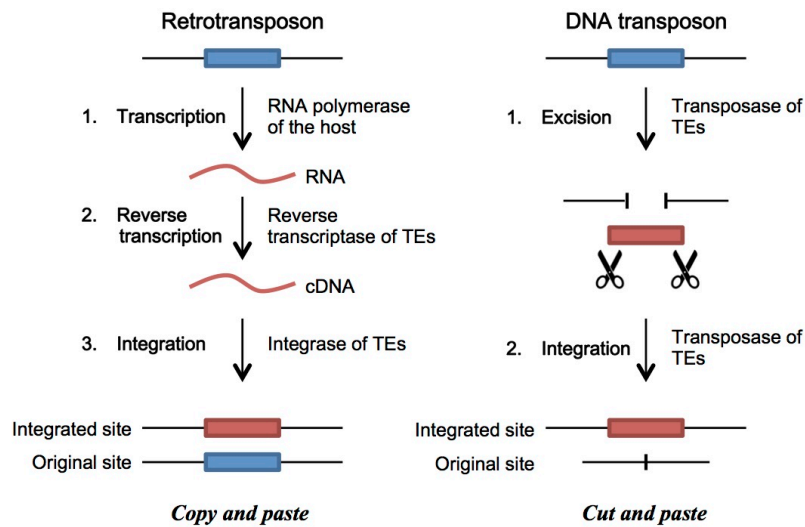 Retrotransposon
1. Transcription
RNA polymerase
of the host
RNA
2. Reverse
transcription
Reverse
transcriptase of TEs
cDNA
3. Integration
Integrase of TEs
Integrated site
Original site
Copy and paste
DNA transposon
1. Excision
Transposase of
TEs
2. Integration
Transposase of
TEs
Integrated site
Original site
Cut and paste